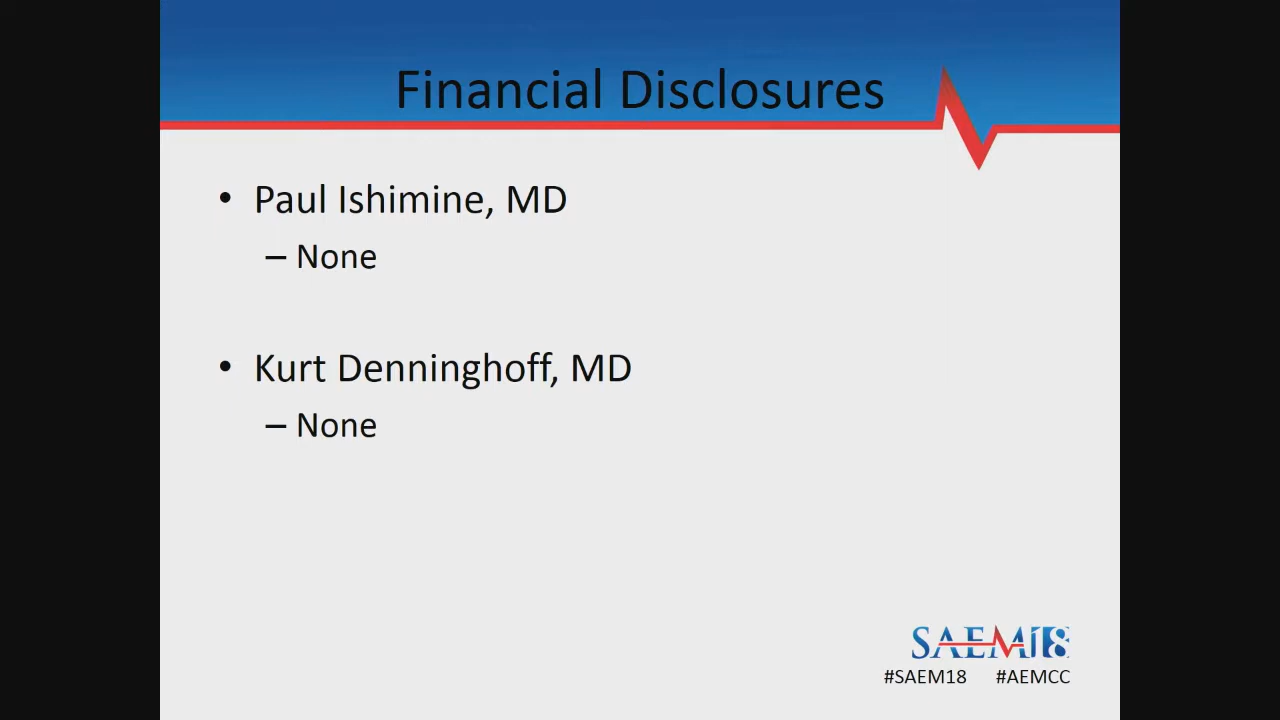 Financial Disclosures
• Paul Ishimine, MD
– None
• Kurt Denninghoff, MD
– None
SAEM18
#SAEM18 #AEMCC